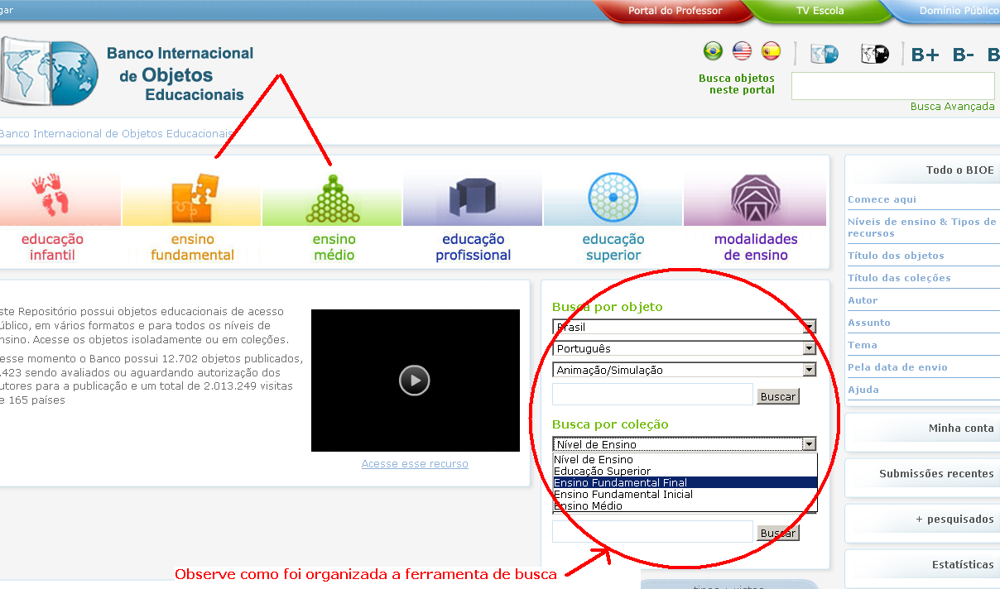 gar
Portal do Professor
TV Escola
Domínio Público
Banco Internacional
de Objetos
Educacionais
B+ B- B
Busca objetos
neste portal
Busca Avançada
Banco Internacional de Objetos Educacionais
educação
infantil
ensino
fundamental
ensino
médio
educação
profissional
educação
superior
modalidades
de ensino
ste Repositório possui objetos educacionais de acesso
úblico, em vários formatos e para todos os níveis de
nsino. Acesse os objetos isoladamente ou em coleções.
esse momento o Banco possui 12.702 objetos publicados,
.423 sendo avaliados ou aguardando autorização dos
utores para a publicação e um total de 2.013.249 visitas
e 165 países
Acesse esse recurso
Busca por objeto
Brasil
Português
Animação/Simulação
Buscar
Busca por coleção
Nível de Ensino
Nível de Ensino
Educação Superior
Ensino Fundamental Final
Ensino Fundamental Inicial
Ensino Médio
Buscar
Todo o BIOE
Comece aqui
Níveis de ensino & Tipos de
recursos
Título dos objetos
Título das coleções
Autor
Assunto
Tema
Pela data de envio
Ajuda
Minha conta
Submissões recentes
+ pesquisados
Estatísticas
Observe como foi organizada a ferramenta de busca